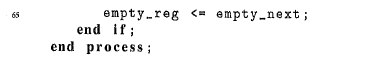 65 empty_reg <= empty_next;
end if;
end process;